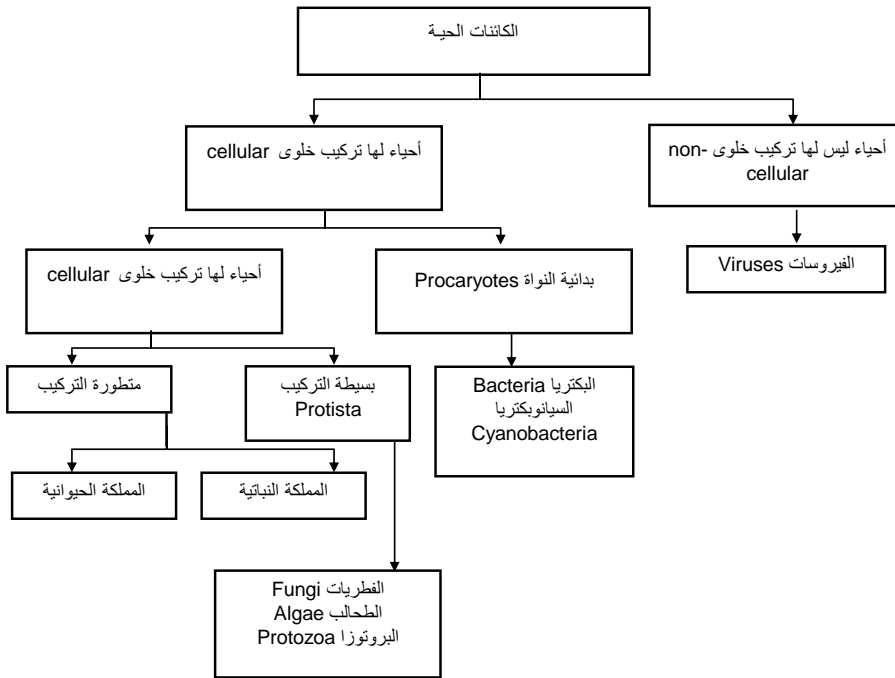 الكائنات الحية
أحياء لها تركيب خلوى cellular
أحياء ليس لها تركيب خلوى non-
cellular
أحياء لها تركيب خلوى cellular
بدائية النواة Procaryotes
الفيروسات Viruses
متطورة التركيب
بسيطة التركيب
Protista
البكتريا Bacteria
السيانوبكتريا
Cyanobacteria
المملكة الحيوانية
المملكة النباتية
الفطريات Fungi
الطحالب Algae
البروتوزا Protozoa